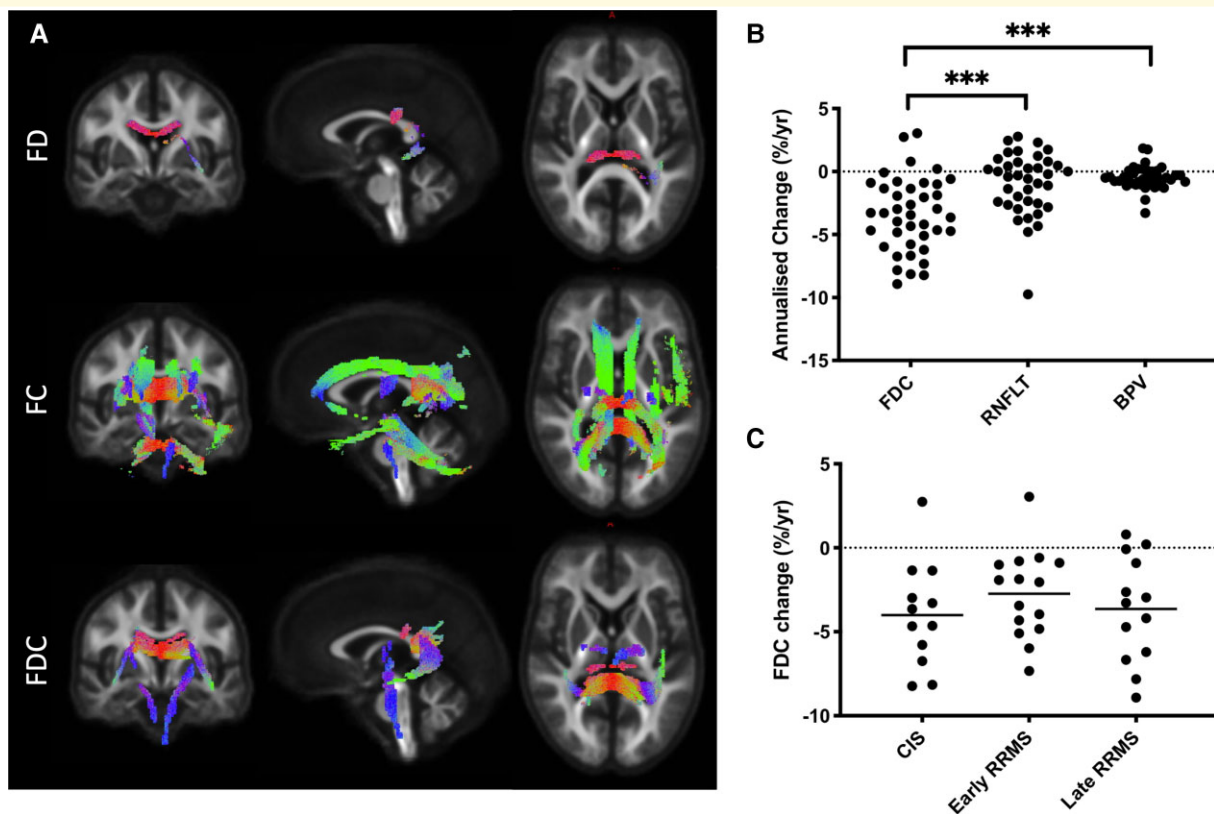 A
FD
FC
FDC
B
***
***
Annualised Change (%/yr)
5
0
-5
-10
-15
FDC
RNFLT
BPV
C
FDC change (%/yr)
5
0
-5
-10
CIS
Early RRMS
Late RRMS